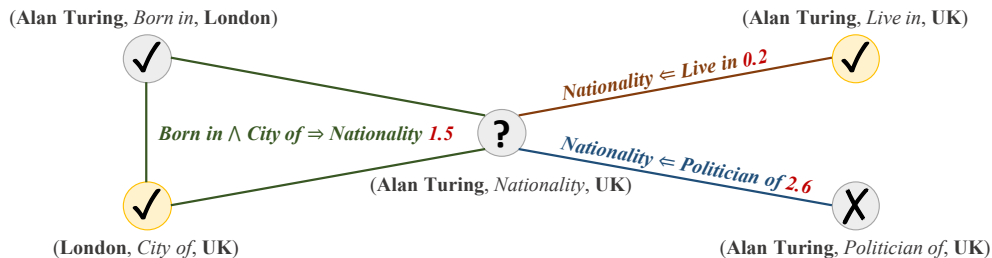 (Alan Turing, Born in, London)
(Alan Turing, Live in, UK)
Nationality ⇐ Live in 0.2
Born in ∧ City of ⇒ Nationality 1.5
?
Nationality ⇐ Politician of 2.6
(Alan Turing, Nationality, UK)
(London, City of, UK)
(Alan Turing, Politician of, UK)